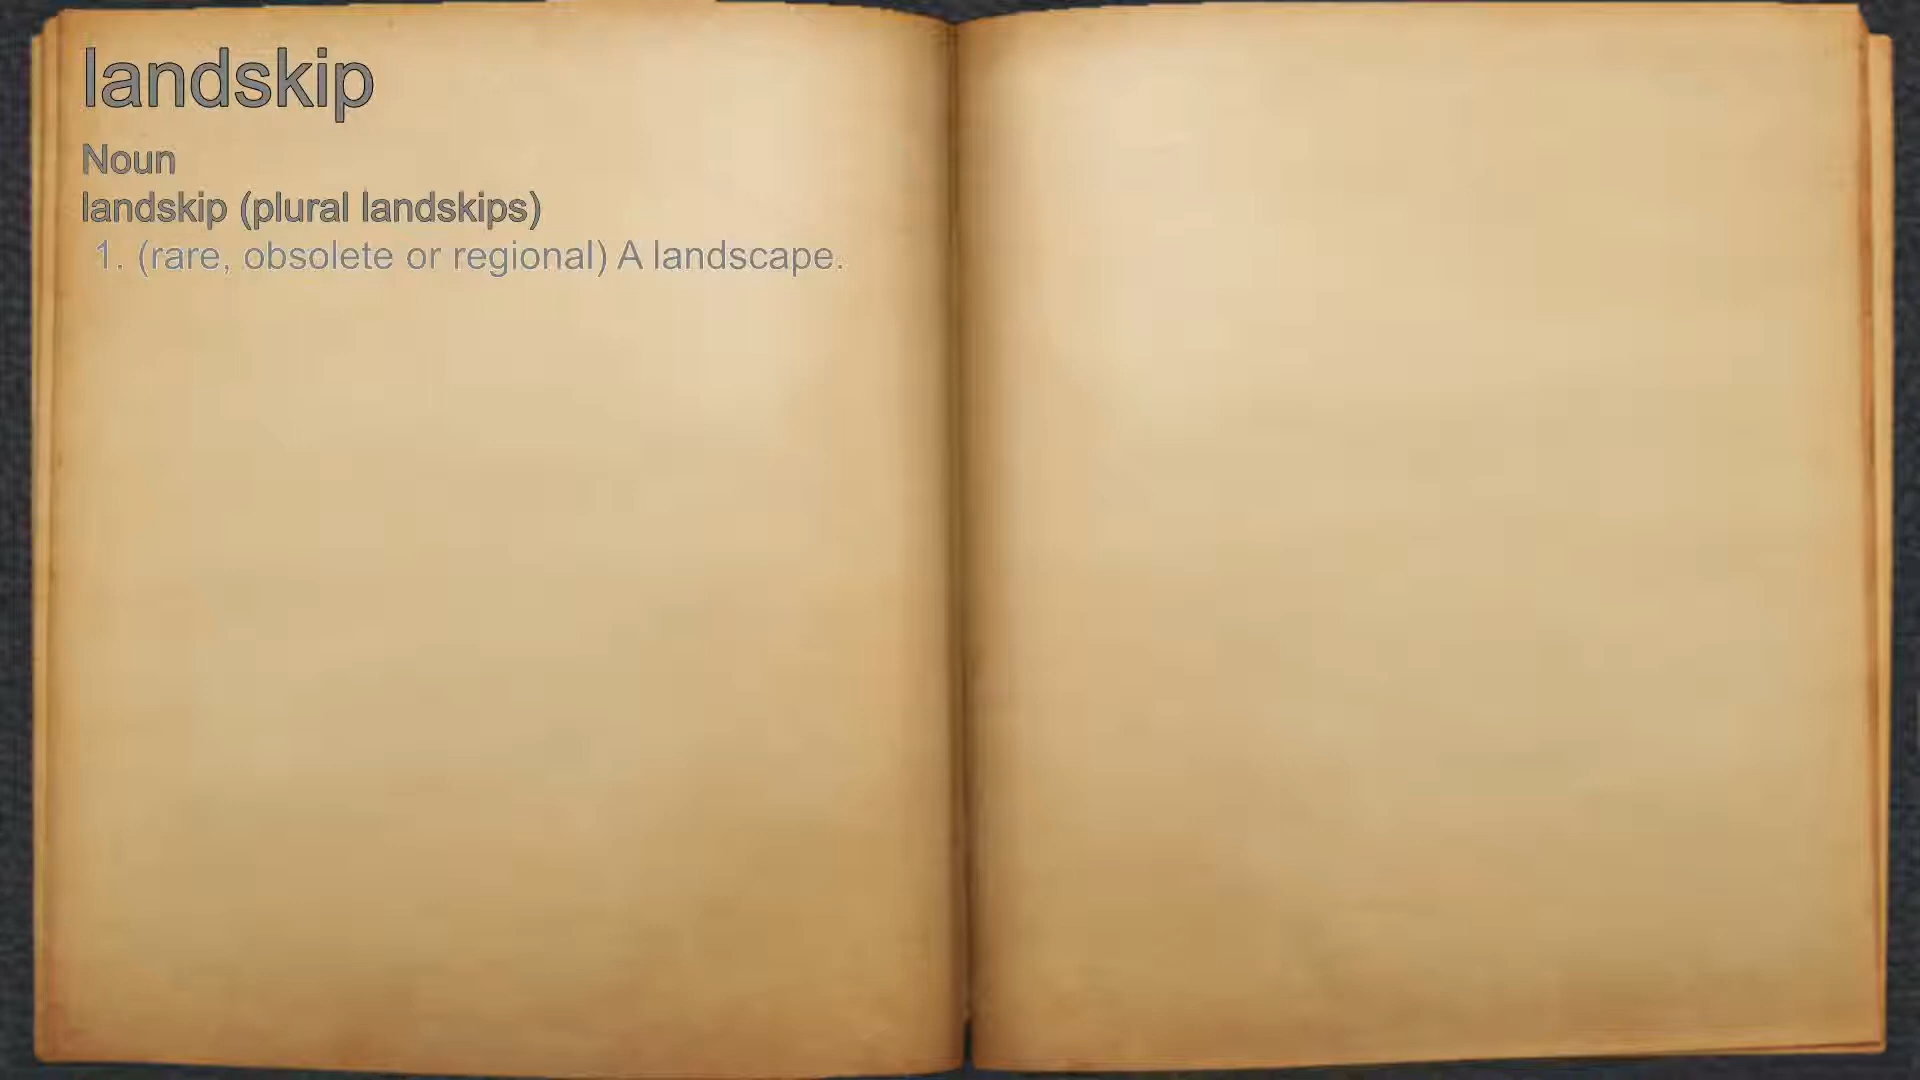 landskip
Noun
landskip (plural landskips)
1. (rare, obsolete or regional) A landscape.